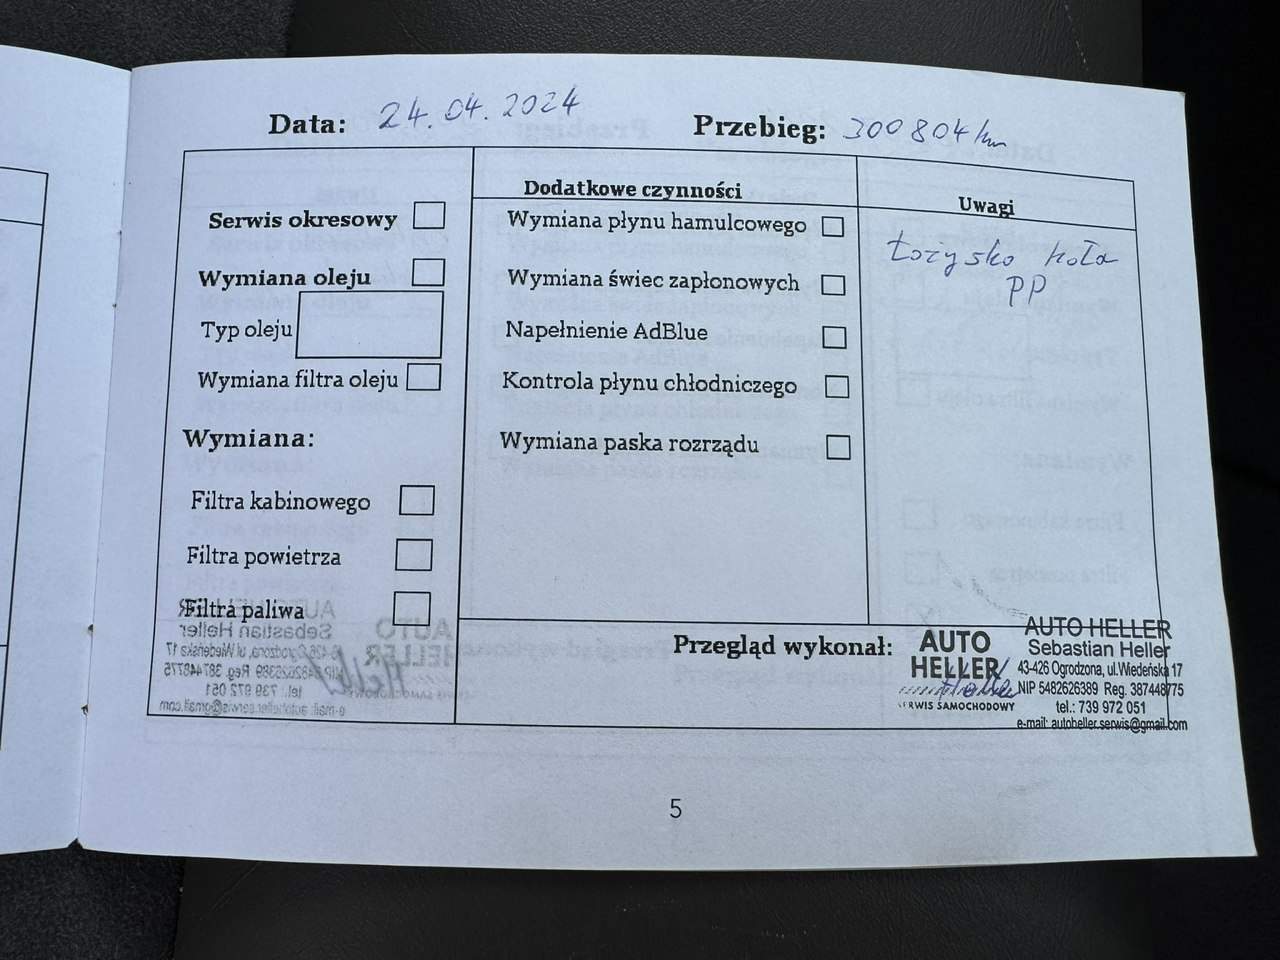 Data: 24.04.2024 Przebieg: 300804 km
Serwis okresowy
Wymiana oleju
Typ oleju
Wymiana filtra oleju
Wymiana:
Filtra kabinowego
Filtra powietrza
Filtra paliwa
Dodatkowe czynności
Wymiana płynu hamulcowego
Wymiana świec zapłonowych
Napełnienie AdBlue
Kontrola płynu chłodniczego
Wymiana paska rozrządu
Uwagi
Łożysko koła
PP
Przegląd wykonał:
AUTO
HELLER
SERWIS SAMOCHODOWY
AUTO HELLER
Sebastian Heller
43-426 Ogrodzona, ul.Wiedeńska 17
NIP 5482626389 Reg. 387448775
tel.: 739 972 051
e-mail: autoheller.serwis@gmail.com
5